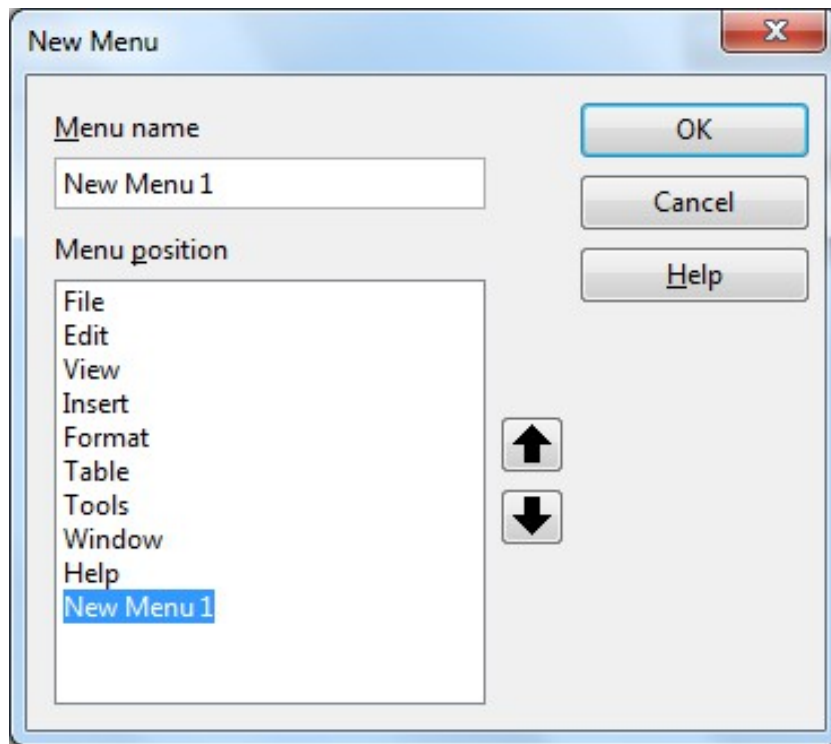 New Menu
Menu name
New Menu 1
Menu position
File
Edit
View
Insert
Format
Table
Tools
Window
Help
New Menu 1
OK
Cancel
Help